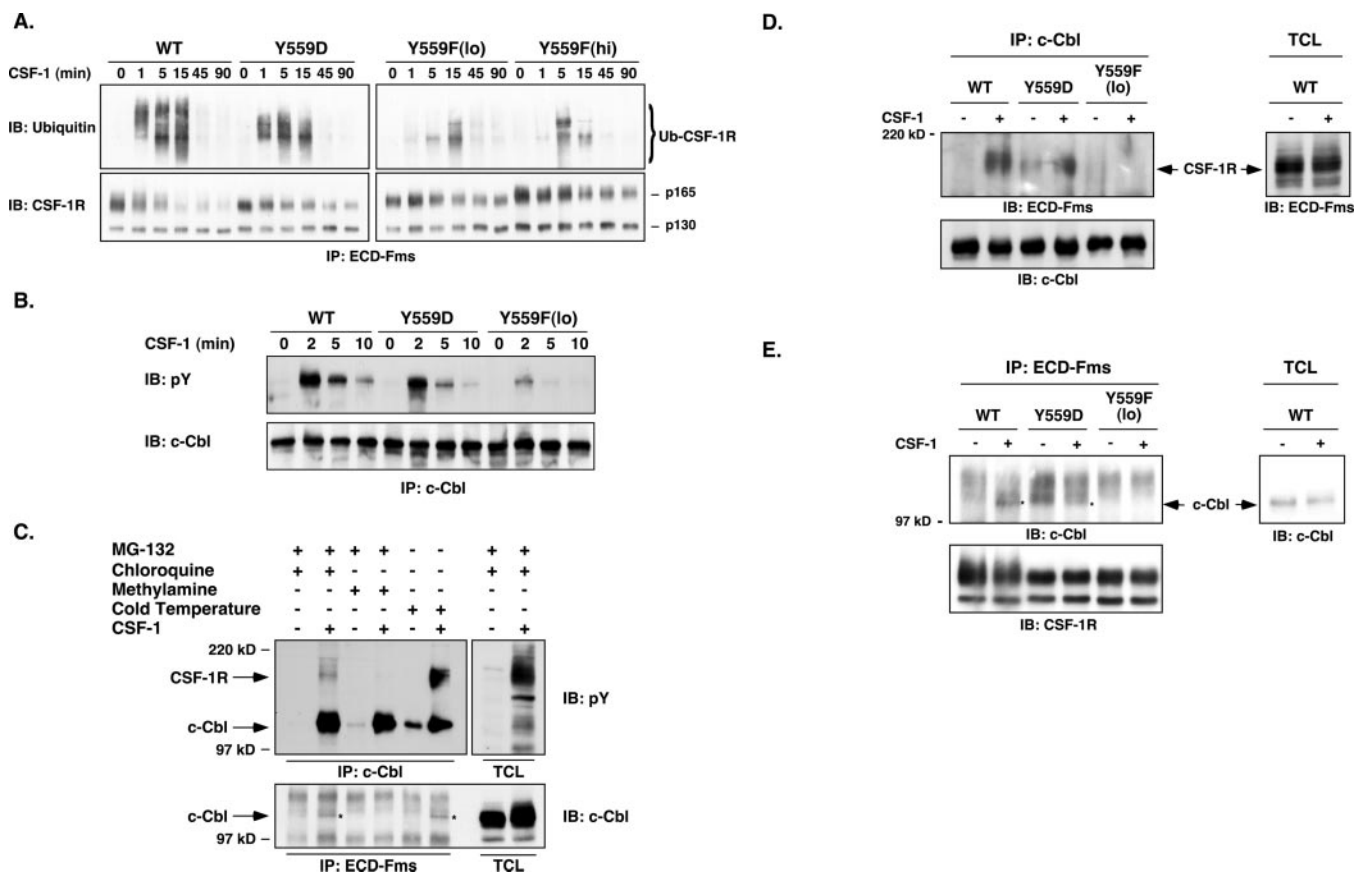 A.
WT Y559D Y559F(lo) Y559F(hi)
CSF-1 (min) 0 1 5 15 45 90 0 1 5 15 45 90 0 1 5 15 45 90 0 1 5 15 45 90
IB: Ubiquitin
Ub-CSF-1R
IB: CSF-1R
– p165
– p130
IP: ECD-Fms
B.
WT Y559D Y559F(lo)
CSF-1 (min) 0 2 5 10 0 2 5 10 0 2 5 10
IB: pY
IB: c-Cbl
IP: c-Cbl
C.
MG-132 + + + + - - + +
Chloroquine + + - - - - + +
Methylamine - - + + - - - -
Cold Temperature - - - - + + - -
CSF-1 - + - + - + - +
220 kD –
CSF-1R
IB: pY
c-Cbl
97 kD –
IP: c-Cbl TCL
c-Cbl * * IB: c-Cbl
97 kD –
IP: ECD-Fms TCL
D.
IP: c-Cbl TCL
WT Y559D Y559F (lo) WT
CSF-1 - + - + - + - +
220 kD -
CSF-1R
IB: ECD-Fms IB: ECD-Fms
IB: c-Cbl
E.
IP: ECD-Fms TCL
WT Y559D Y559F (lo) WT
CSF-1 - + - + - + - +
* * c-Cbl
97 kD -
IB: c-Cbl IB: c-Cbl
IB: CSF-1R